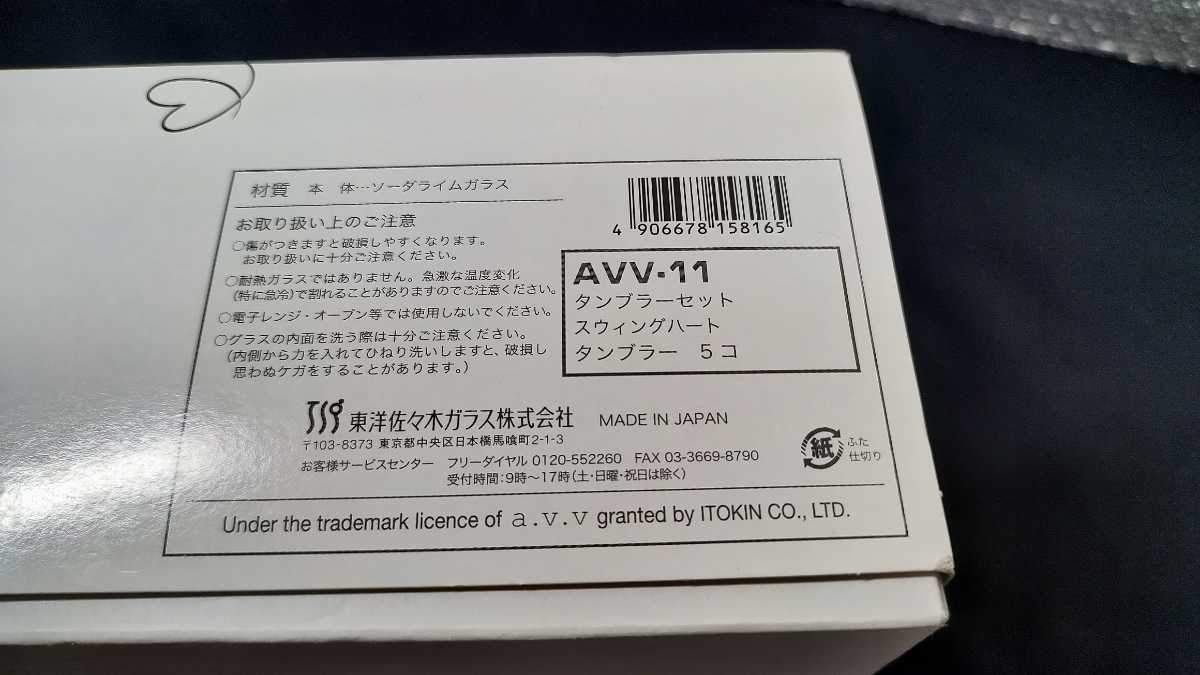 材質 本 体…ソーダライムガラス
お取り扱い上のご注意
○傷がつきますと破損しやすくなります。
お取り扱いに十分ご注意ください。
○耐熱ガラスではありません。急激な温度変化
(特に急冷)で割れることがありますのでご注意ください。
○電子レンジ・オーブン等では使用しないでください。
○グラスの内面を洗う際は十分ご注意ください。
(内側から力を入れてひねり洗いしますと、破損し
思わぬケガをすることがあります。)
4 906678 158165
AVV・11
タンブラーセット
スウィングハート
タンブラー 5コ
TSG 東洋佐々木ガラス株式会社 MADE IN JAPAN
〒103-8373 東京都中央区日本橋馬喰町2-1-3
お客様サービスセンター フリーダイヤル 0120-552260 FAX 03-3669-8790
受付時間:9時〜17時(土・日曜・祝日は除く)
紙 ふた
仕切り
Under the trademark licence of a.v.v granted by ITOKIN CO., LTD.